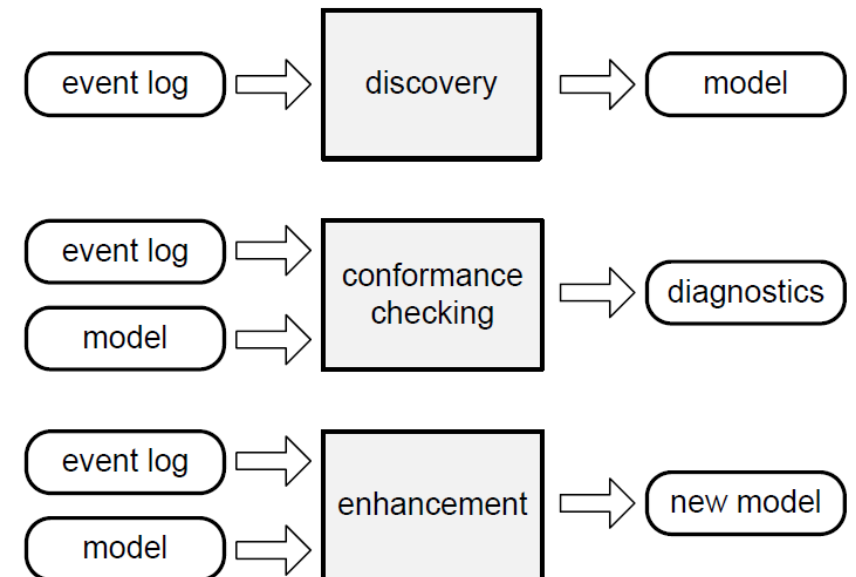 event log
discovery
model
event log
model
conformance
checking
diagnostics
event log
model
enhancement
new model